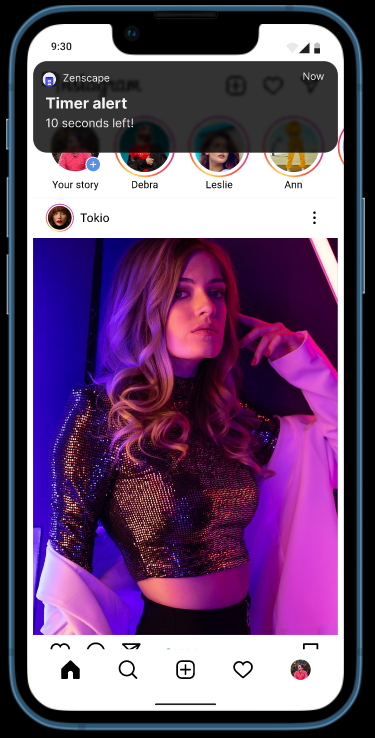 9:30
Zenscape
Now
Timer alert
10 seconds left!
Your story
Debra
Leslie
Ann
Tokio